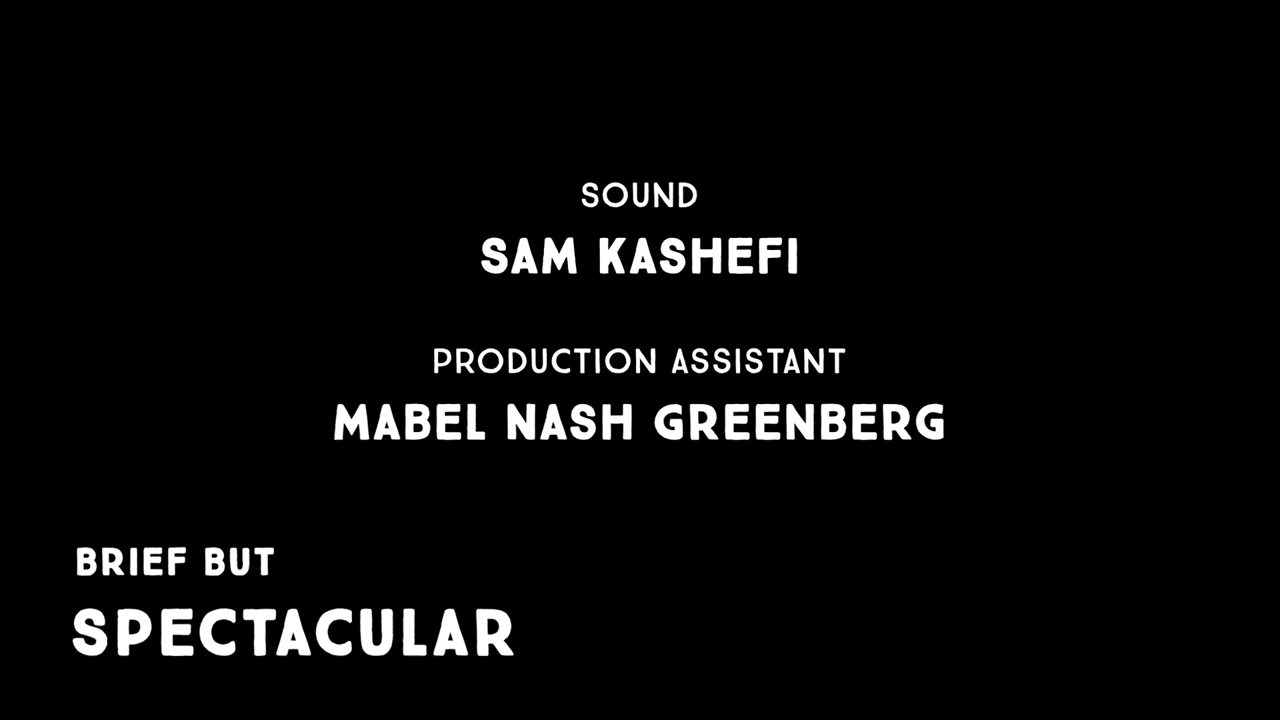 SOUND
SAM KASHEFI
PRODUCTION ASSISTANT
MABEL NASH GREENBERG
BRIEF BUT
SPECTACULAR